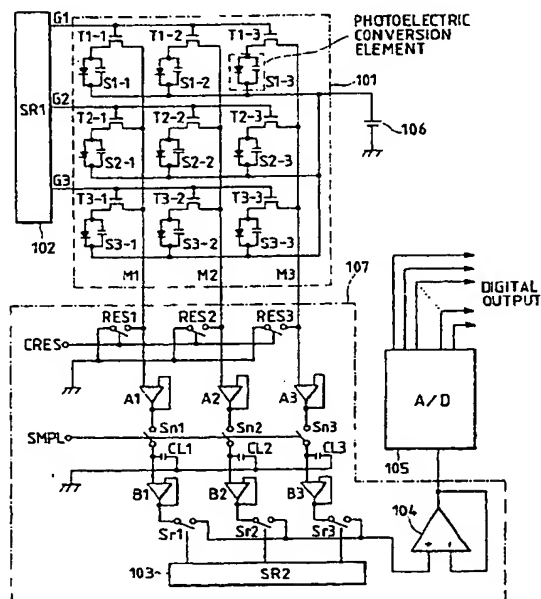 G1
T1-1
T1-2
T1-3
PHOTOELECTRIC
CONVERSION
ELEMENT
S1-1
S1-2
S1-3
101
SR1
G2
T2-1
T2-2
T2-3
106
S2-1
S2-2
S2-3
G3
T3-1
T3-2
T3-3
S3-1
S3-2
S3-3
102
M1
M2
M3
107
DIGITAL
OUTPUT
RES1
RES2
RES3
CRES
A1
A2
A3
A/D
Sn1
Sn2
Sn3
SMPL
CL1
CL2
CL3
105
B1
B2
B3
104
Sr1
Sr2
Sr3
103
SR2